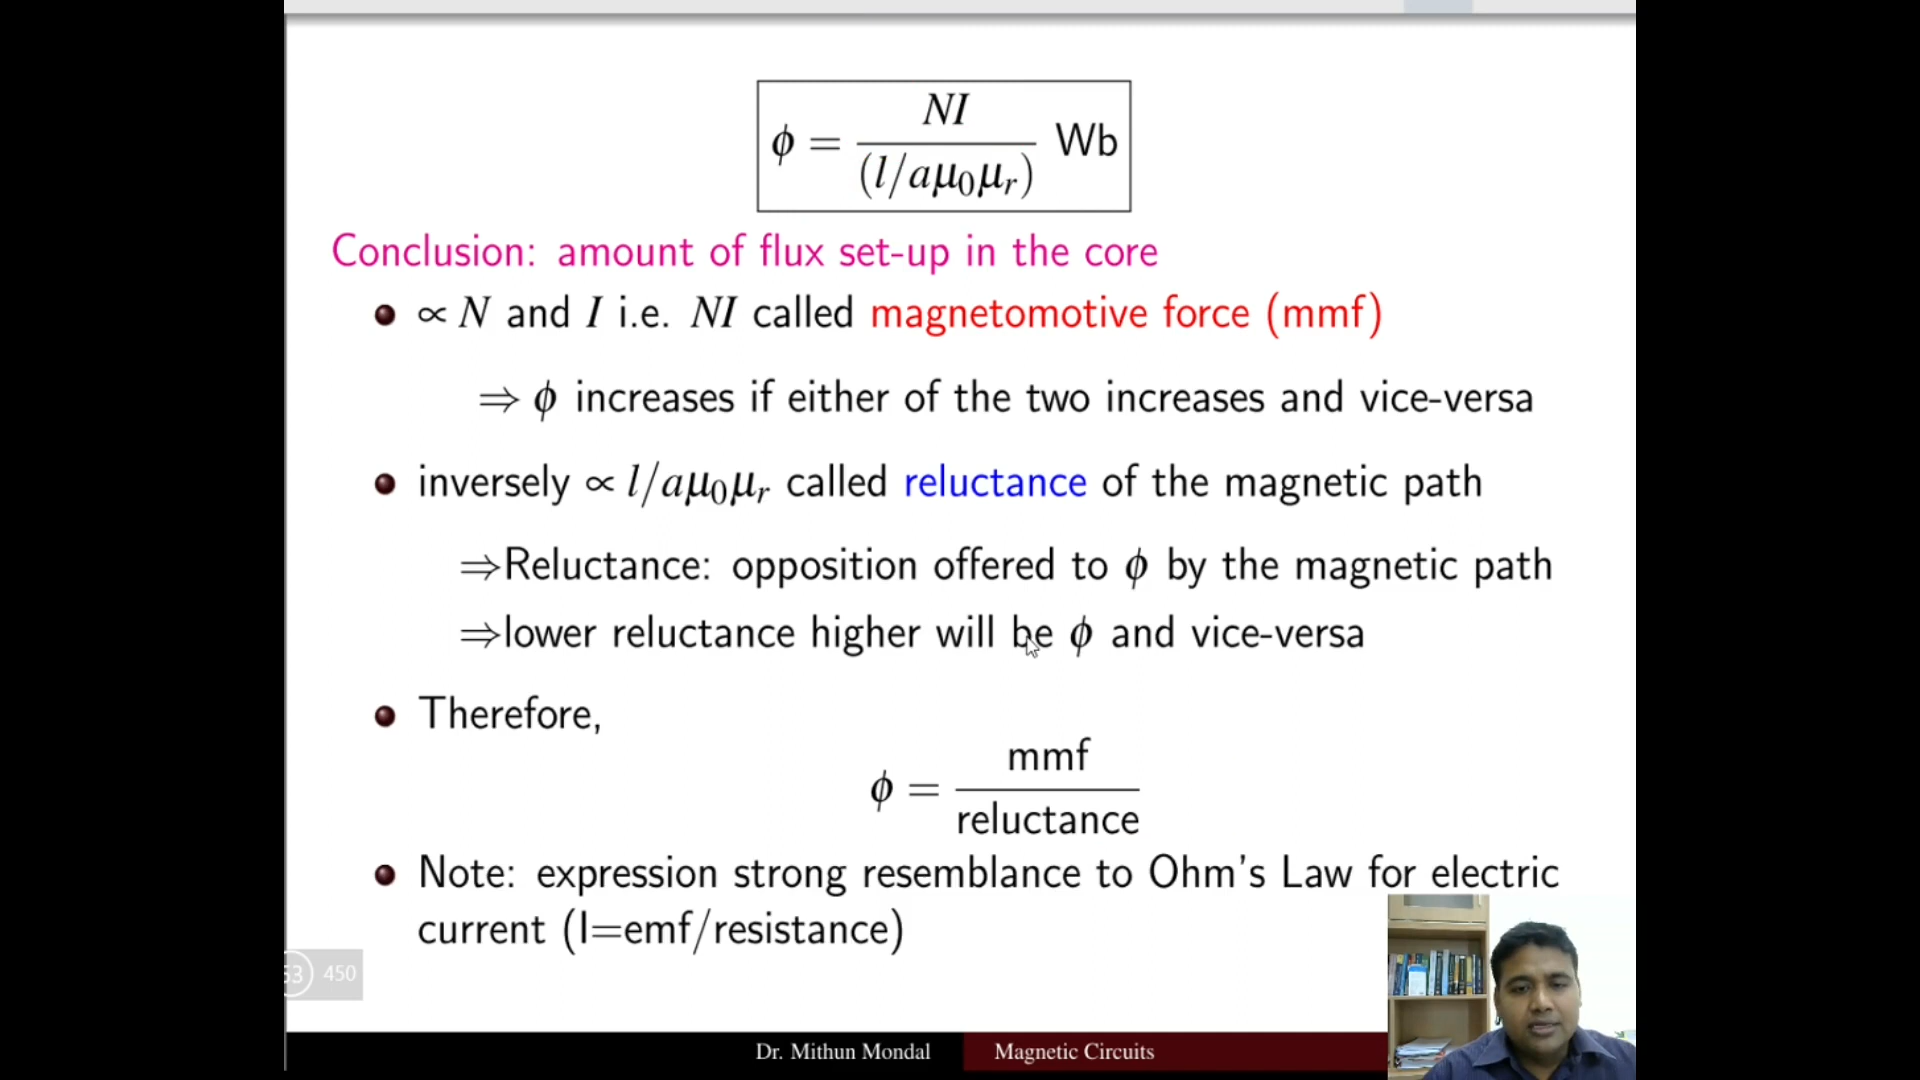 ϕ = NI / (l/aμ₀μᵣ) Wb
Conclusion: amount of flux set-up in the core
∝ N and I i.e. NI called magnetomotive force (mmf)
⇒ ϕ increases if either of the two increases and vice-versa
inversely ∝ l/aμ₀μᵣ called reluctance of the magnetic path
⇒Reluctance: opposition offered to ϕ by the magnetic path
⇒lower reluctance higher will be ϕ and vice-versa
Therefore,
ϕ = mmf / reluctance
Note: expression strong resemblance to Ohm's Law for electric
current (I=emf/resistance)
53 450
Dr. Mithun Mondal Magnetic Circuits